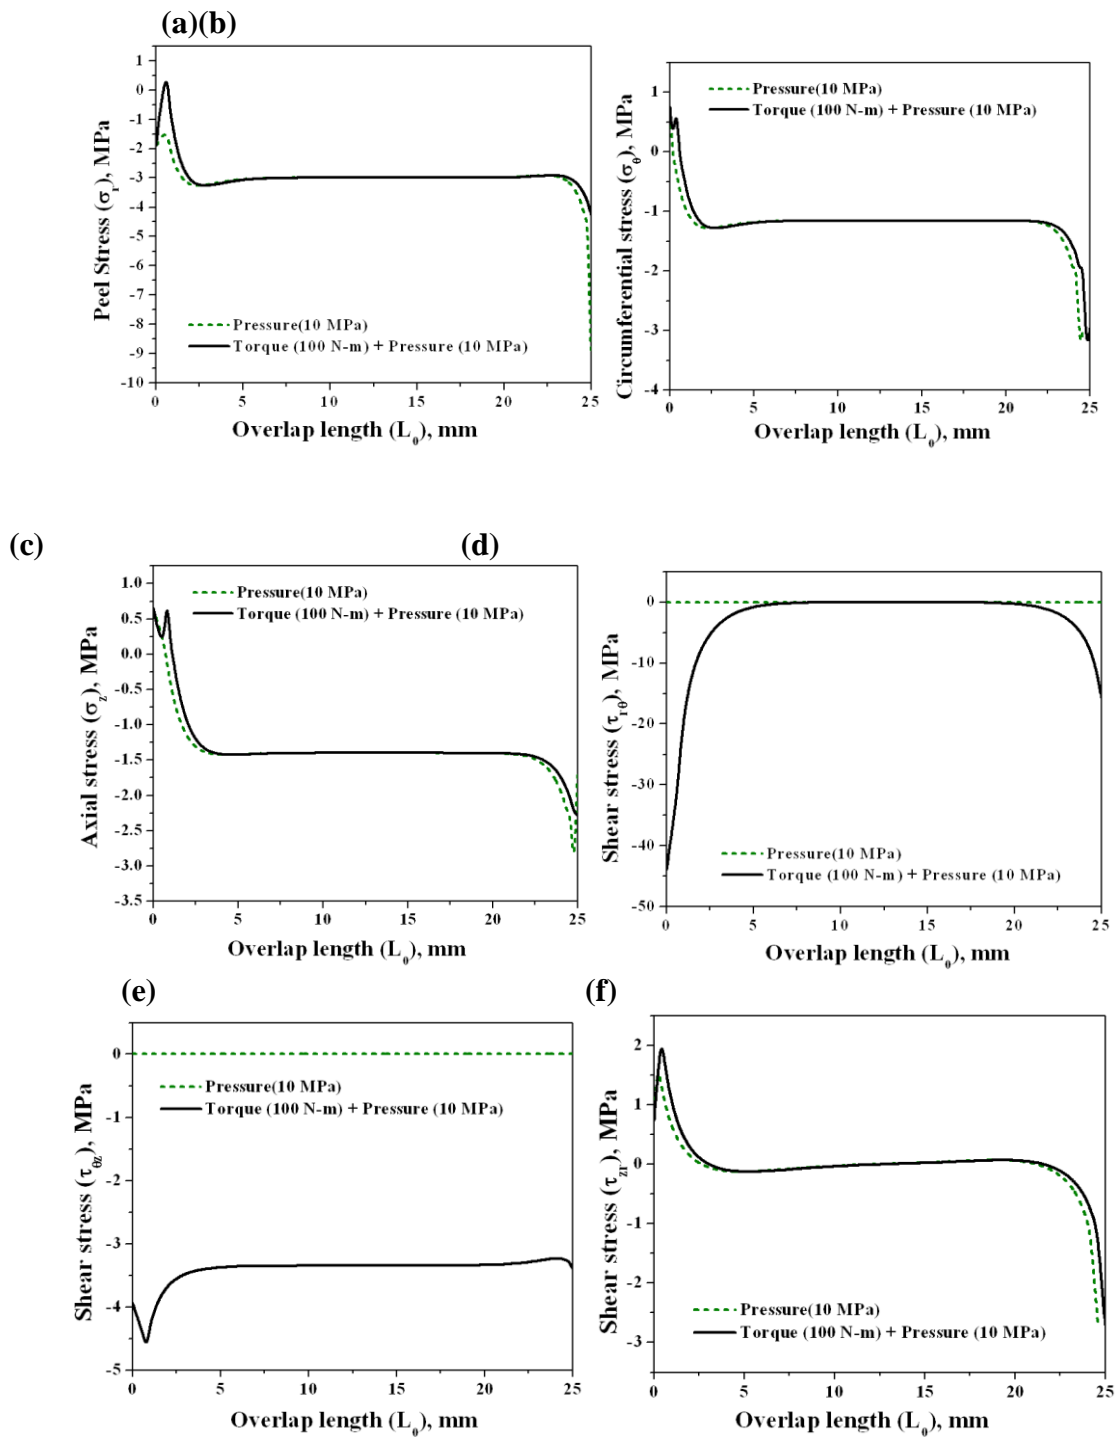 (a)(b)
Peel Stress (σr), MPa
1
0
-1
-2
-3
-4
-5
-6
-7
-8
-9
-10
Pressure(10 MPa)
Torque (100 N-m) + Pressure (10 MPa)
0 5 10 15 20 25
Overlap length (L0), mm
Circumferential stress (σθ), MPa
1
0
-1
-2
-3
-4
Pressure(10 MPa)
Torque (100 N-m) + Pressure (10 MPa)
0 5 10 15 20 25
Overlap length (L0), mm
(c) (d)
Axial stress (σz), MPa
1.0
0.5
0.0
-0.5
-1.0
-1.5
-2.0
-2.5
-3.0
-3.5
Pressure(10 MPa)
Torque (100 N-m) + Pressure (10 MPa)
0 5 10 15 20 25
Overlap length (L0), mm
Shear stress (τrθ), MPa
0
-10
-20
-30
-40
-50
Pressure(10 MPa)
Torque (100 N-m) + Pressure (10 MPa)
0 5 10 15 20 25
Overlap length (L0), mm
(e) (f)
Shear stress (τθz), MPa
0
-1
-2
-3
-4
-5
Pressure(10 MPa)
Torque (100 N-m) + Pressure (10 MPa)
0 5 10 15 20 25
Overlap length (L0), mm
Shear stress (τzr), MPa
2
1
0
-1
-2
-3
Pressure(10 MPa)
Torque (100 N-m) + Pressure (10 MPa)
0 5 10 15 20 25
Overlap length (L0), mm